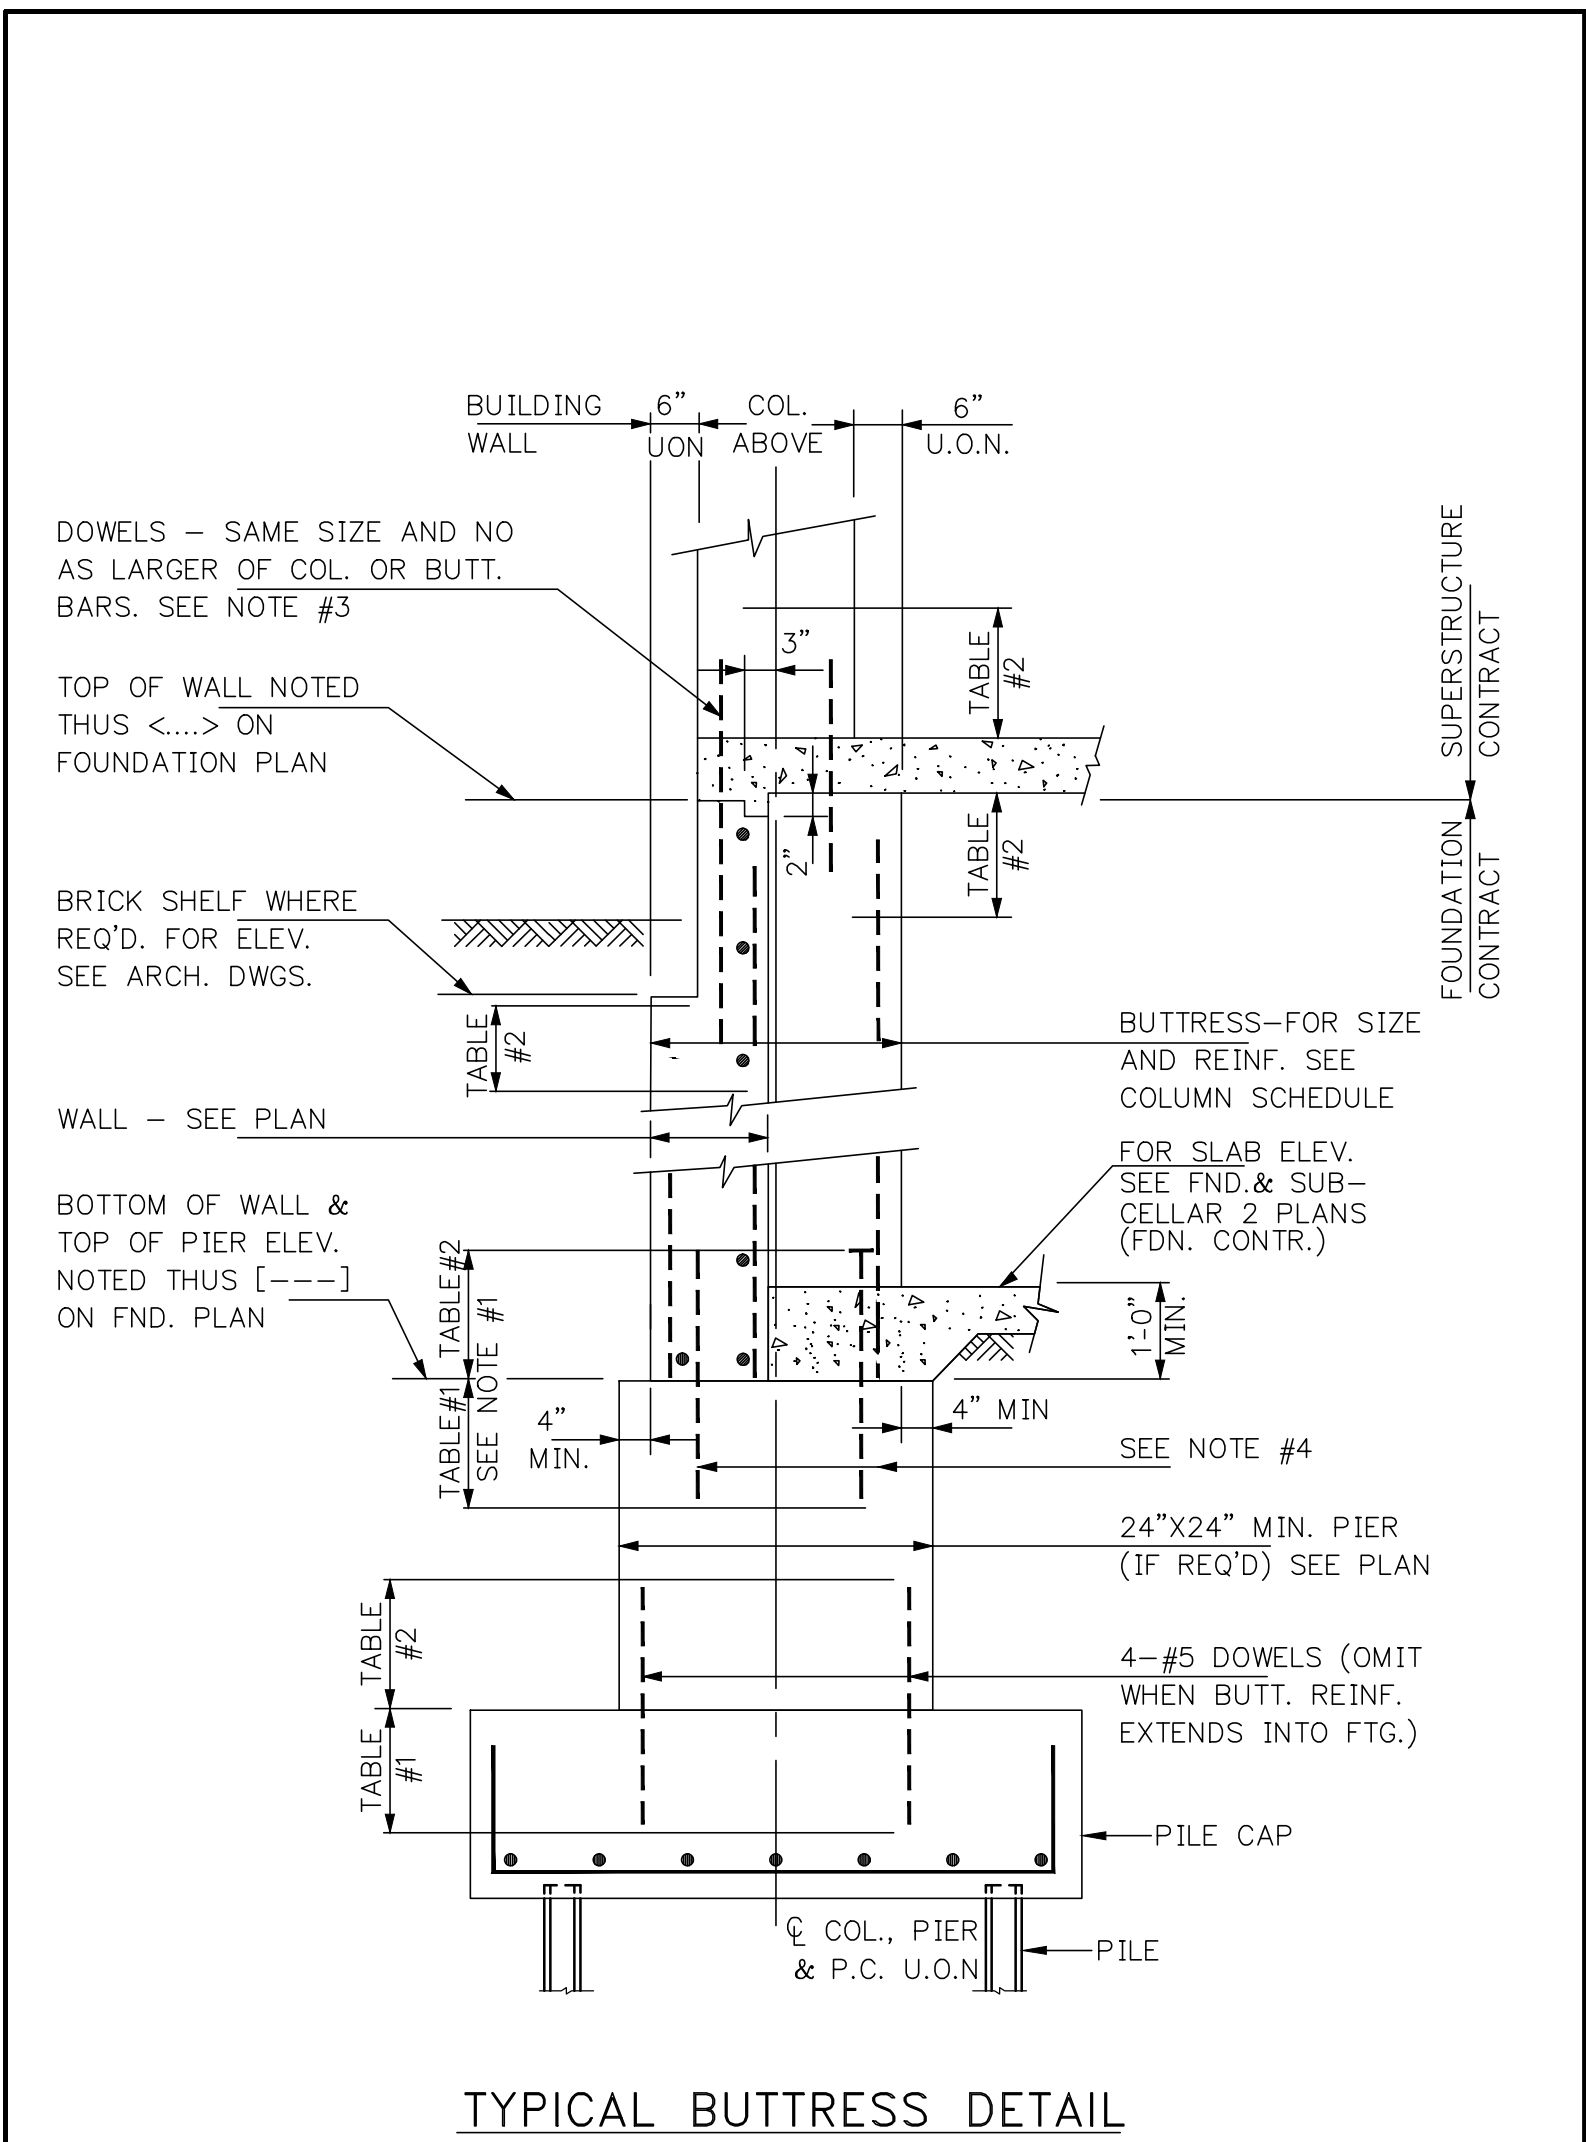 BUILDING
WALL
6"
UON
COL.
ABOVE
6"
U.O.N.
DOWELS – SAME SIZE AND NO
AS LARGER OF COL. OR BUTT.
BARS. SEE NOTE #3
TOP OF WALL NOTED
THUS <....> ON
FOUNDATION PLAN
BRICK SHELF WHERE
REQ'D. FOR ELEV.
SEE ARCH. DWGS.
WALL – SEE PLAN
BOTTOM OF WALL &
TOP OF PIER ELEV.
NOTED THUS [---]
ON FND. PLAN
3"
TABLE
#2
2"
TABLE
#2
SUPERSTRUCTURE
CONTRACT
FOUNDATION
CONTRACT
TABLE
#2
BUTTRESS–FOR SIZE
AND REINF. SEE
COLUMN SCHEDULE
FOR SLAB ELEV.
SEE FND.& SUB–
CELLAR 2 PLANS
(FDN. CONTR.)
TABLE#2
TABLE#1
SEE NOTE #1
1'-0"
MIN.
4"
MIN.
4" MIN
SEE NOTE #4
24"X24" MIN. PIER
(IF REQ'D) SEE PLAN
TABLE
#2
TABLE
#1
4–#5 DOWELS (OMIT
WHEN BUTT. REINF.
EXTENDS INTO FTG.)
PILE CAP
℄ COL., PIER
& P.C. U.O.N
PILE
TYPICAL BUTTRESS DETAIL